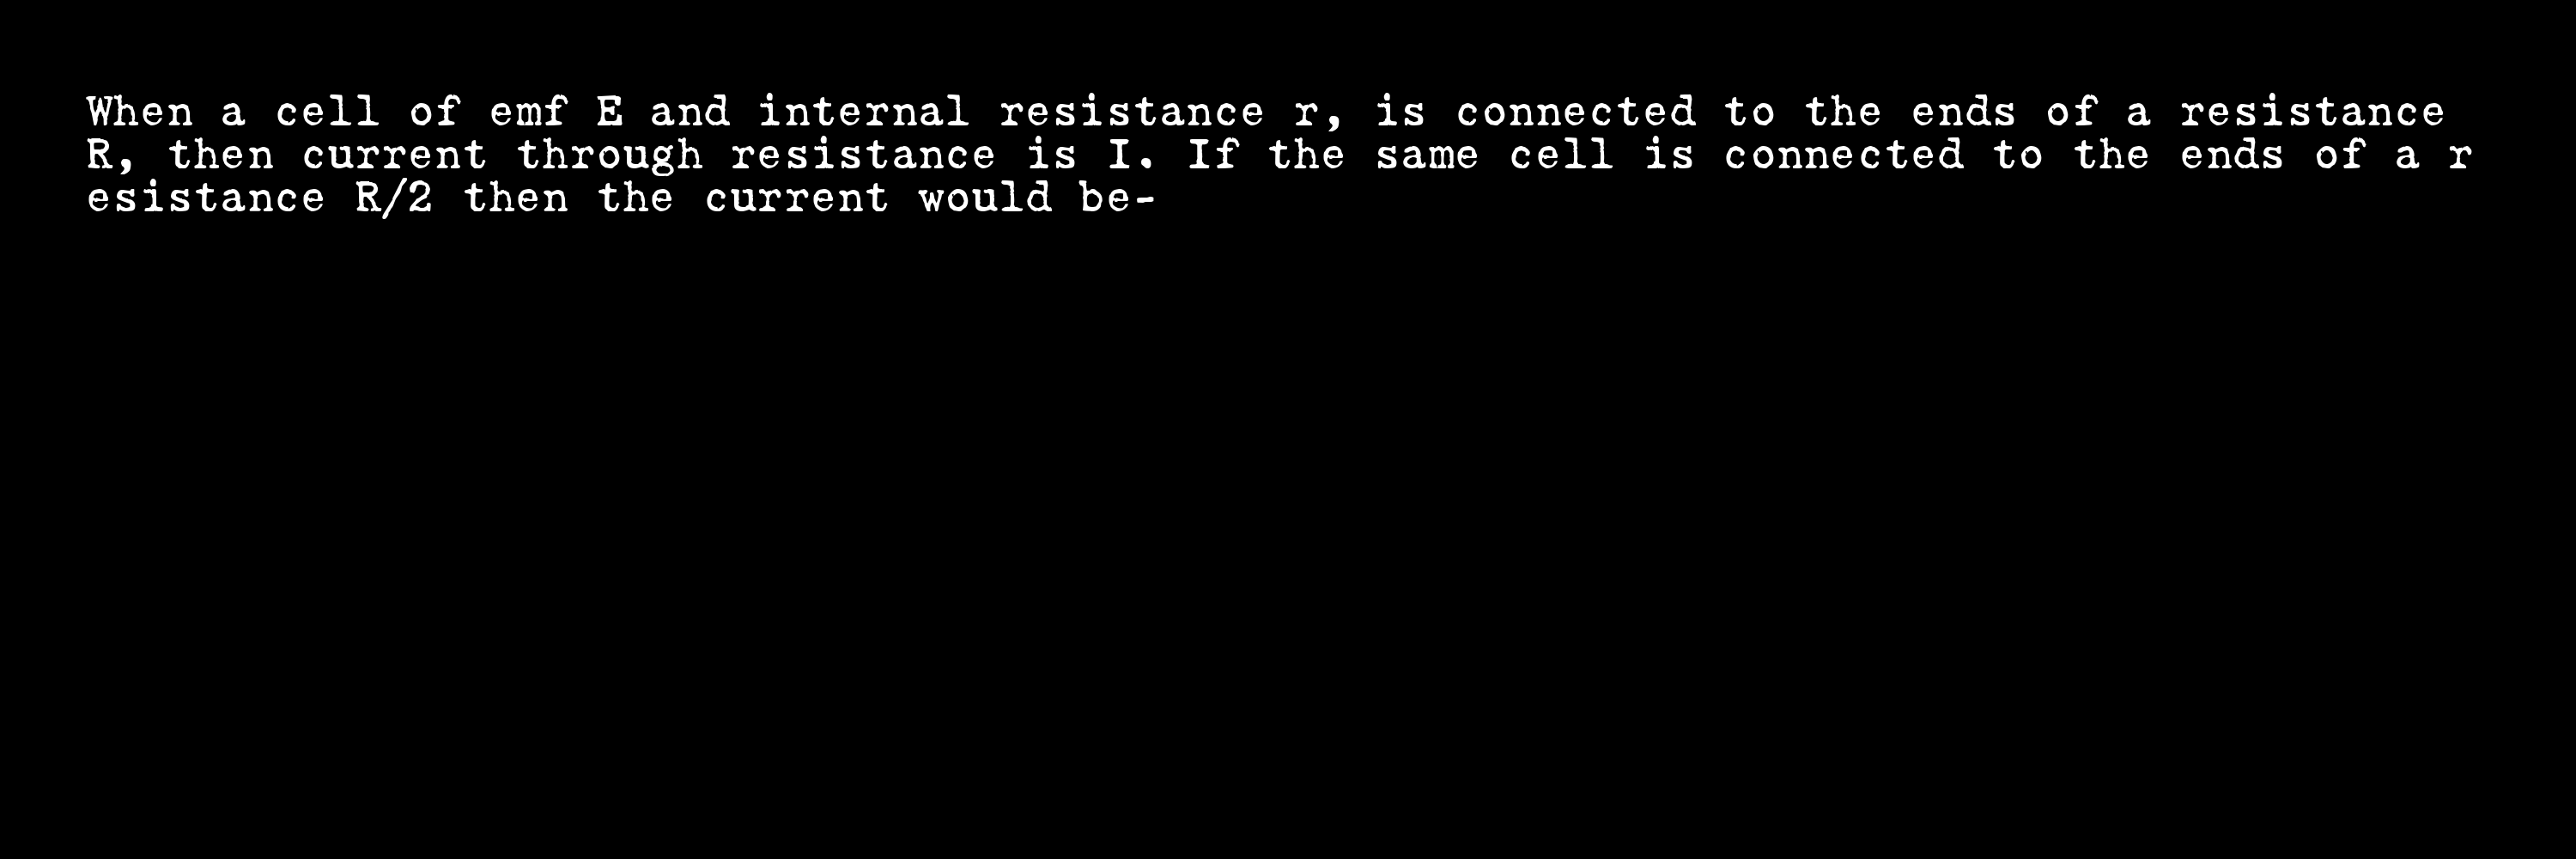 When a cell of emf E and internal resistance r, is connected to the ends of a resistance
R, then current through resistance is I. If the same cell is connected to the ends of a r
esistance R/2 then the current would be-